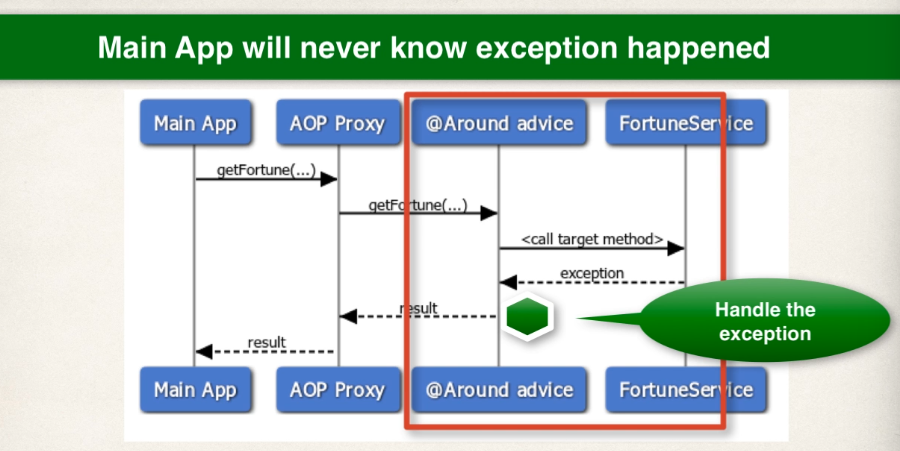 Main App will never know exception happened
Main App
AOP Proxy
@Around advice
FortuneService
getFortune(...)
getFortune(...)
<call target method>
exception
result
result
Handle the
exception
Main App
AOP Proxy
@Around advice
FortuneService